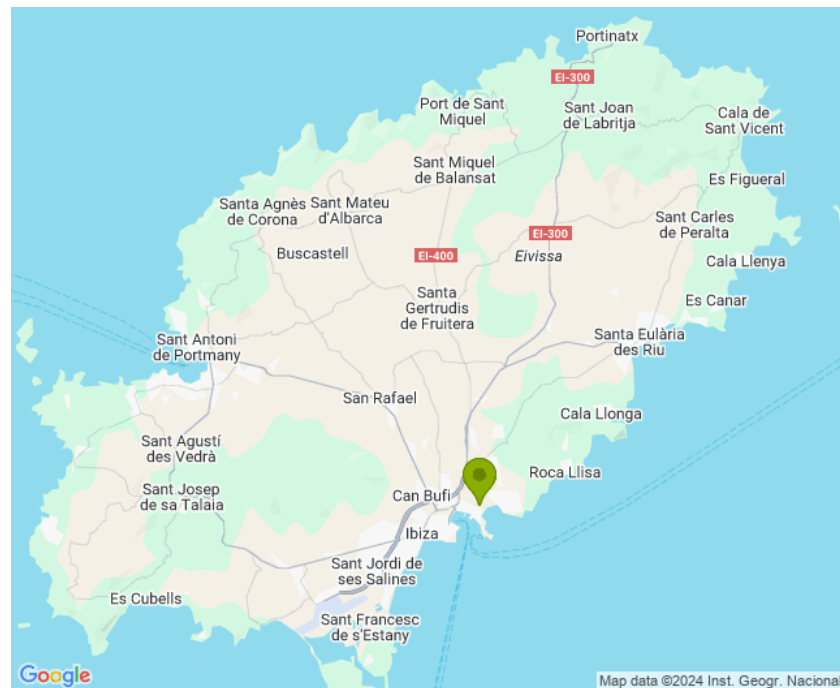 Portinatx
EI-300
Port de Sant
Miquel
Sant Joan
de Labritja
Cala de
Sant Vicent
Sant Miquel
de Balansat
Es Figueral
Santa Agnès
de Corona
Sant Mateu
d'Albarca
Sant Carles
de Peralta
EI-300
Buscastell
EI-400
Eivissa
Cala Llenya
Santa
Gertrudis
de Fruitera
Es Canar
Sant Antoni
de Portmany
Santa Eulària
des Riu
San Rafael
Cala Llonga
Sant Agustí
des Vedrà
Roca Llisa
Sant Josep
de sa Talaia
Can Bufi
Ibiza
Sant Jordi de
ses Salines
Es Cubells
Sant Francesc
de s'Estany
Google
Map data ©2024 Inst. Geogr. Nacional